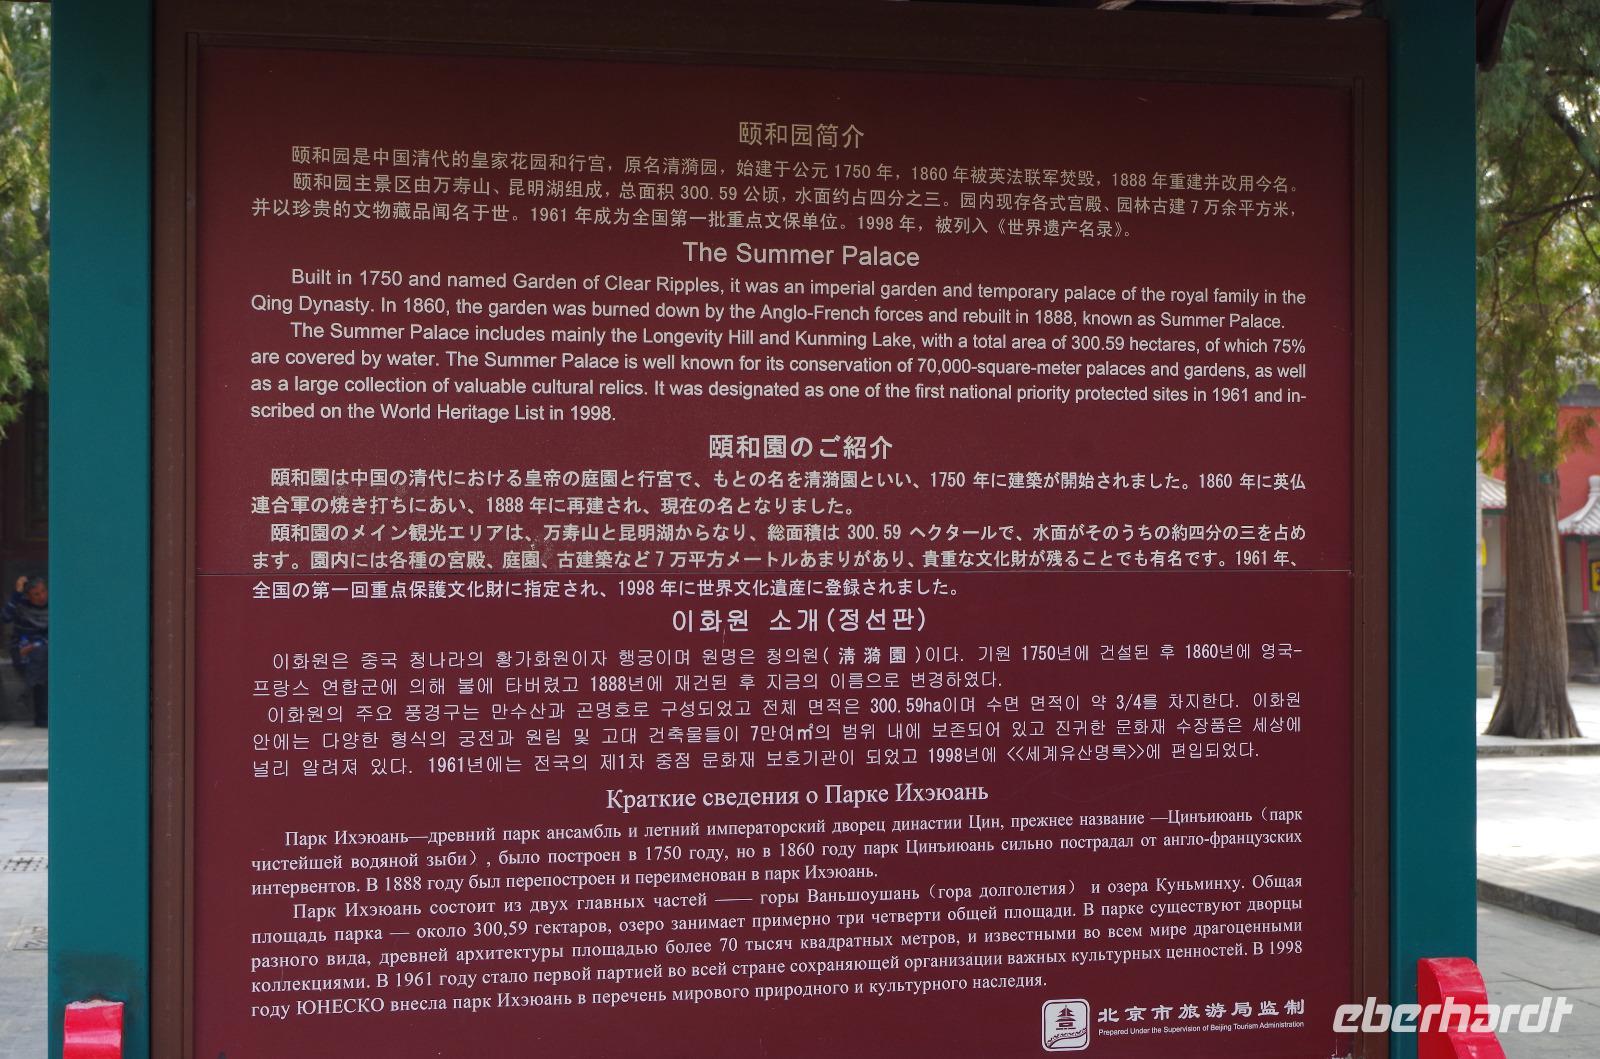 颐和园简介
颐和园是中国清代的皇家花园和行宫，原名清漪园，始建于公元 1750 年，1860 年被英法联军焚毁，1888 年重建并改用今名。
颐和园主景区由万寿山、昆明湖组成，总面积 300.59 公顷，水面约占四分之三。园内现存各式宫殿、园林古建 7 万余平方米，
并以珍贵的文物藏品闻名于世。1961 年成为全国第一批重点文保单位。1998 年，被列入《世界遗产名录》。
The Summer Palace
Built in 1750 and named Garden of Clear Ripples, it was an imperial garden and temporary palace of the royal family in the
Qing Dynasty. In 1860, the garden was burned down by the Anglo-French forces and rebuilt in 1888, known as Summer Palace.
The Summer Palace includes mainly the Longevity Hill and Kunming Lake, with a total area of 300.59 hectares, of which 75%
are covered by water. The Summer Palace is well known for its conservation of 70,000-square-meter palaces and gardens, as well
as a large collection of valuable cultural relics. It was designated as one of the first national priority protected sites in 1961 and in-
scribed on the World Heritage List in 1998.
頤和園のご紹介
頤和園は中国の清代における皇帝の庭園と行宮で、もとの名を清漪園といい、1750 年に建築が開始されました。1860 年に英仏
連合軍の焼き打ちにあい、1888 年に再建され、現在の名となりました。
頤和園のメイン観光エリアは、万寿山と昆明湖からなり、総面積は 300.59 ヘクタールで、水面がそのうちの約四分の三を占め
ます。園内には各種の宮殿、庭園、古建築など 7 万平方メートルあまりがあり、貴重な文化財が残ることでも有名です。1961 年、
全国の第一回重点保護文化財に指定され、1998 年に世界文化遺産に登録されました。
이화원 소개(정선판)
이화원은 중국 청나라의 황가화원이자 행궁이며 원명은 청의원( 淸 漪 園 )이다. 기원 1750년에 건설된 후 1860년에 영국-
프랑스 연합군에 의해 불에 타버렸고 1888년에 재건된 후 지금의 이름으로 변경하였다.
이화원의 주요 풍경구는 만수산과 곤명호로 구성되었고 전체 면적은 300.59ha이며 수면 면적이 약 3/4를 차지한다. 이화원
안에는 다양한 형식의 궁전과 원림 및 고대 건축물들이 7만여㎡의 범위 내에 보존되어 있고 진귀한 문화재 수장품은 세상에
널리 알려져 있다. 1961년에는 전국의 제1차 중점 문화재 보호기관이 되었고 1998년에 <<세계유산명록>>에 편입되었다.
Краткие сведения о Парке Ихэюань
Парк Ихэюань—древний парк ансамбль и летний императорский дворец династии Цин, прежнее название —Цинъиюань (парк
чистейшей водяной зыби) , было построен в 1750 году, но в 1860 году парк Цинъиюань сильно пострадал от англо-французских
интервентов. В 1888 году был перепостроен и переименован в парк Ихэюань.
Парк Ихэюань состоит из двух главных частей —— горы Ваньшоушань (гора долголетия) и озера Куньминху. Общая
площадь парка — около 300,59 гектаров, озеро занимает примерно три четверти общей площади. В парке существуют дворцы
разного вида, древней архитектуры площадью более 70 тысяч квадратных метров, и известными во всем мире драгоценными
коллекциями. В 1961 году стало первой партией во всей стране сохраняющей организации важных культурных ценностей. В 1998
году ЮНЕСКО внесла парк Ихэюань в перечень мирового природного и культурного наследия.
北京市旅游局监制
Prepared Under the Supervision of Beijing Tourism Administration
eberhardt